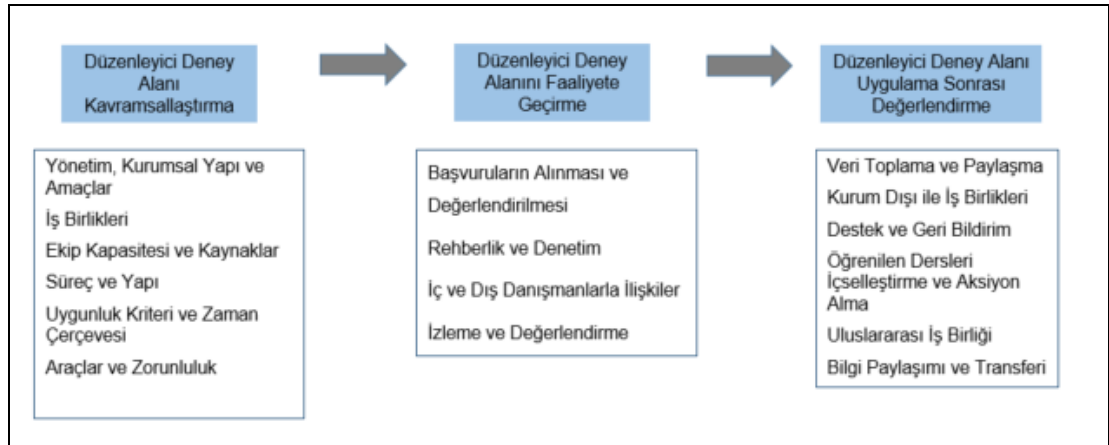 Düzenleyici Deney
Alanı
Kavramsallaştırma
Düzenleyici Deney
Alanını Faaliyete
Geçirme
Düzenleyici Deney Alanı
Uygulama Sonrası
Değerlendirme
Yönetim, Kurumsal Yapı ve
Amaçlar
İş Birlikleri
Ekip Kapasitesi ve Kaynaklar
Süreç ve Yapı
Uygunluk Kriteri ve Zaman
Çerçevesi
Araçlar ve Zorunluluk
Başvuruların Alınması ve
Değerlendirilmesi
Rehberlik ve Denetim
İç ve Dış Danışmanlarla İlişkiler
İzleme ve Değerlendirme
Veri Toplama ve Paylaşma
Kurum Dışı ile İş Birlikleri
Destek ve Geri Bildirim
Öğrenilen Dersleri
İçselleştirme ve Aksiyon
Alma
Uluslararası İş Birliği
Bilgi Paylaşımı ve Transferi